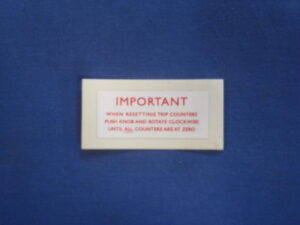 IMPORTANT
WHEN RESETTING TRIP COUNTERS
PUSH KNOB AND ROTATE CLOCKWISE
UNTIL ALL COUNTERS ARE AT ZERO